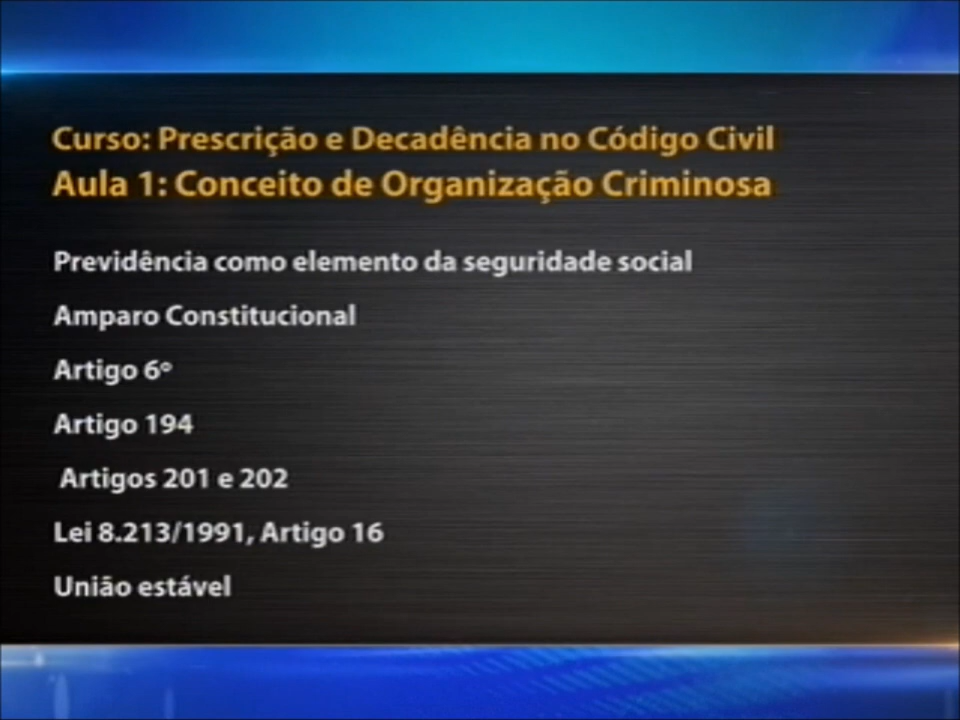 Curso: Prescrição e Decadência no Código Civil
Aula 1: Conceito de Organização Criminosa
Previdência como elemento da seguridade social
Amparo Constitucional
Artigo 6º
Artigo 194
Artigos 201 e 202
Lei 8.213/1991, Artigo 16
União estável